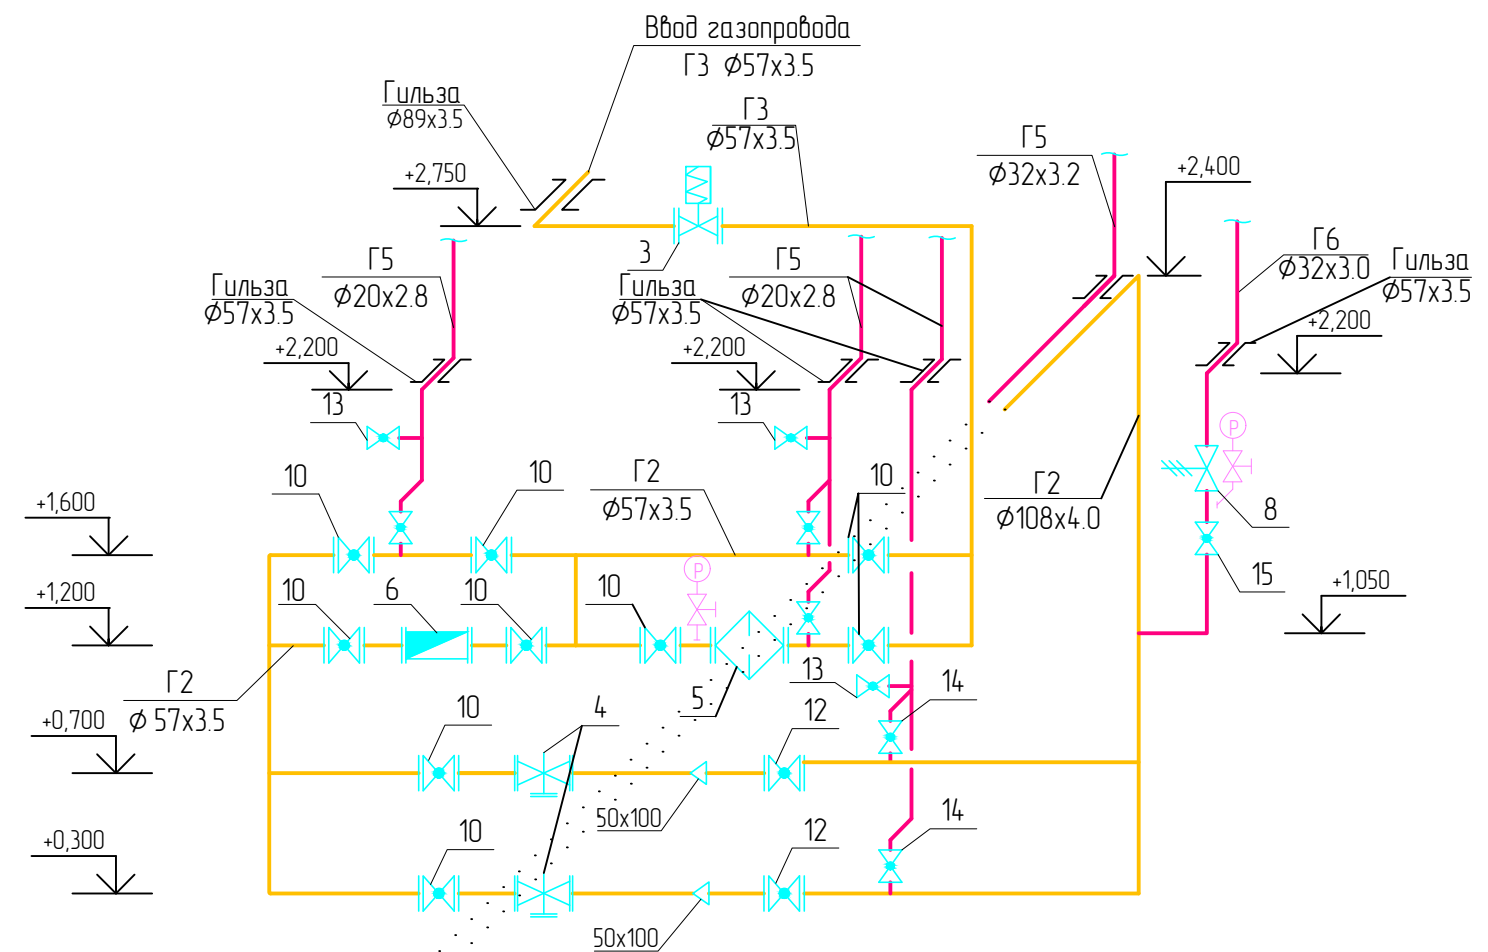 Ввод газопровода
Г3 Ø57х3.5
Гильза
Ø89х3.5
Г3
Ø57х3.5
Г5
Ø32х3.2
+2,750
+2,400
3
Г5
Ø20х2.8
Гильза
Ø57х3.5
Г5
Ø20х2.8
Гильза
Ø57х3.5
Г6
Ø32х3.0
Гильза
Ø57х3.5
+2,200
+2,200
+2,200
13
13
10
10
Г2
Ø57х3.5
10
Г2
Ø108х4.0
8
+1,600
+1,200
10
6
10
10
P
P
15
+1,050
Г2
Ø 57х3.5
5
13
14
+0,700
10
4
12
50х100
+0,300
10
12
14
50х100